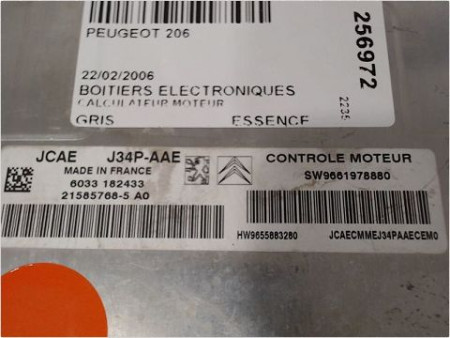 PEUGEOT 206
22/02/2006
BOITIERS ELECTRONIQUES
CALCULATEUR MOTEUR
GRIS ESSENCE
256972
2235
JCAE J34P-AAE
MADE IN FRANCE
6033 182433
21585768-5 A0
CONTROLE MOTEUR
SW9661978880
HW9655883280
JCAECMMEJ34PAAECEM0